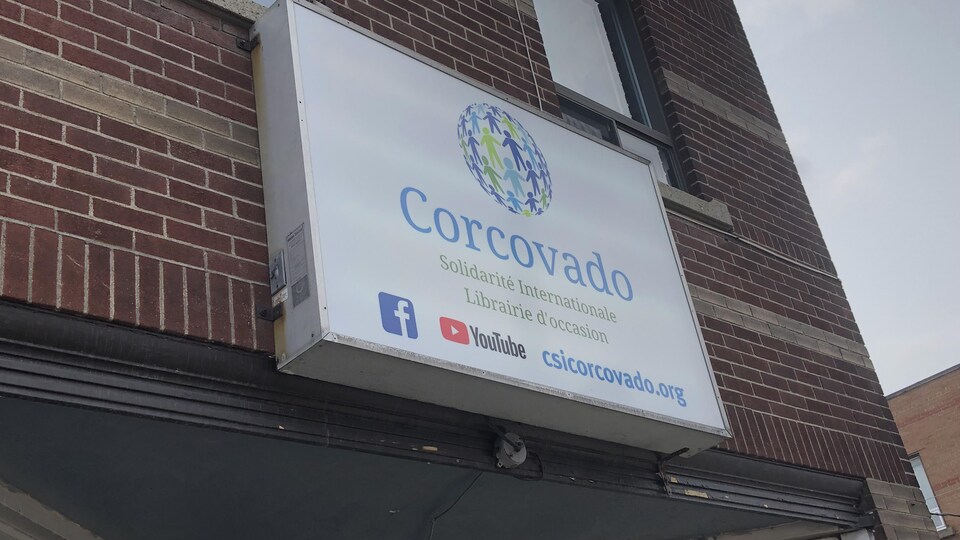 Corcovado
Solidarité Internationale
Librairie d'occasion
f YouTube csicorcovado.org